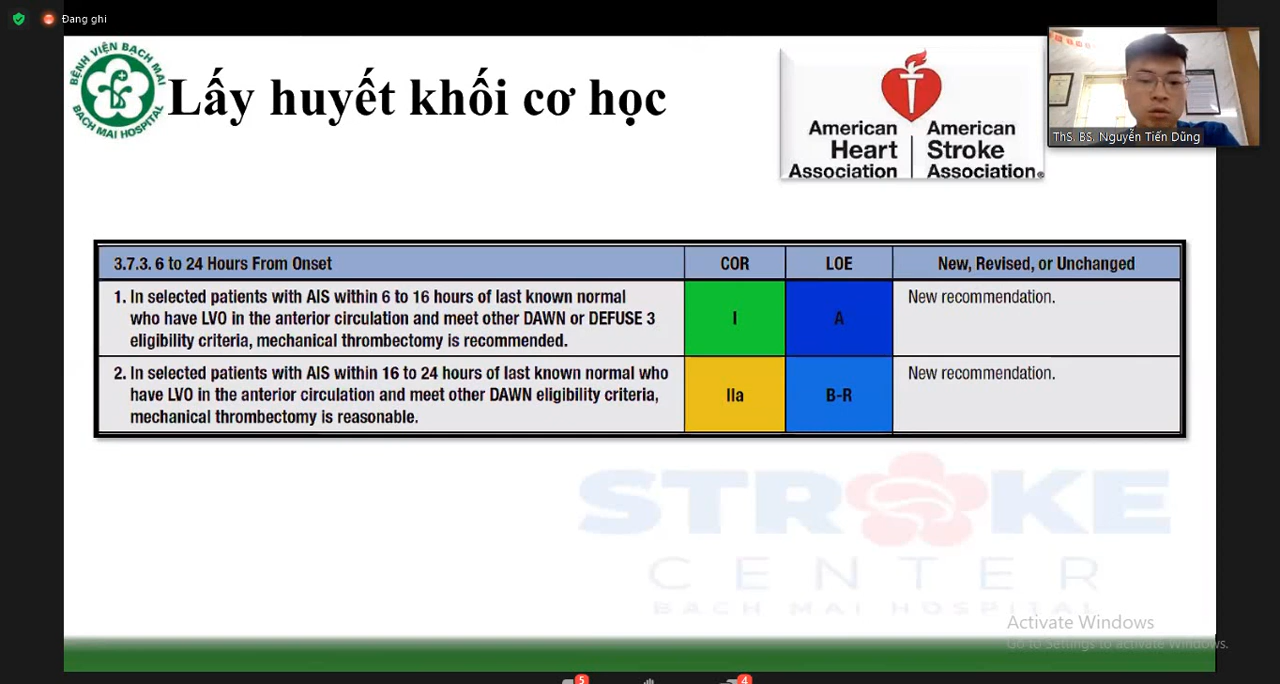 Đang ghi
BỆNH VIỆN BẠCH MAI
BACH MAI HOSPITAL
Lấy huyết khối cơ học
American
Heart
Association
American
Stroke
Association®
ThS. BS. Nguyễn Tiến Dũng
3.7.3. 6 to 24 Hours From Onset COR LOE New, Revised, or Unchanged
1. In selected patients with AIS within 6 to 16 hours of last known normal
who have LVO in the anterior circulation and meet other DAWN or DEFUSE 3
eligibility criteria, mechanical thrombectomy is recommended.
I A New recommendation.
2. In selected patients with AIS within 16 to 24 hours of last known normal who
have LVO in the anterior circulation and meet other DAWN eligibility criteria,
mechanical thrombectomy is reasonable.
IIa B-R New recommendation.
STROKE
CENTER
BACH MAI HOSPITAL
Activate Windows
Go to Settings to activate Windows.
5 4